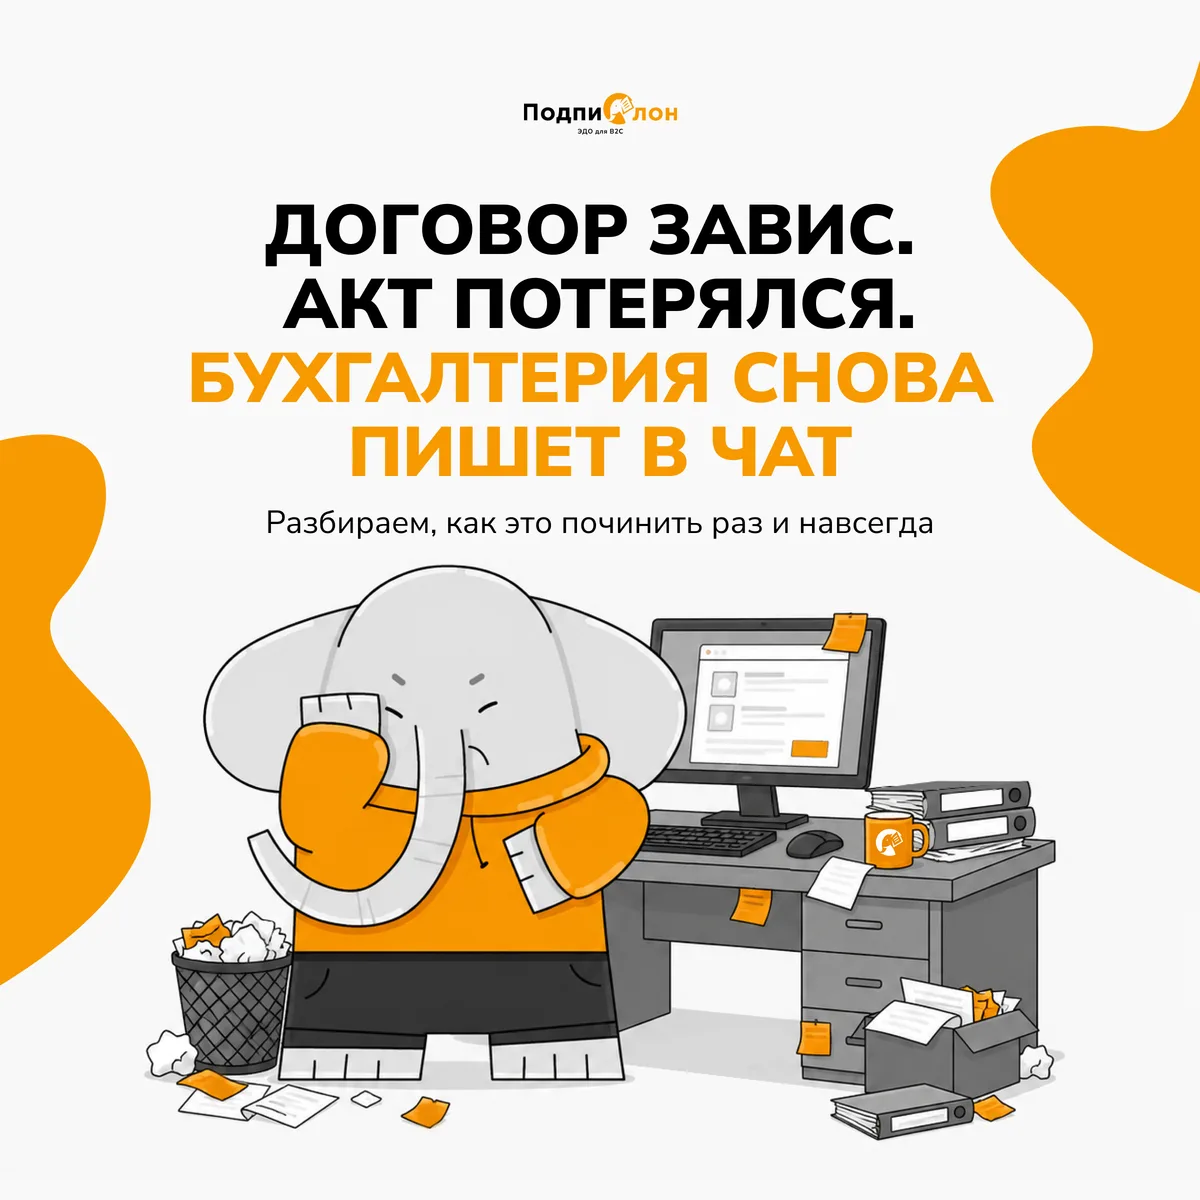 Подпислон
ЭДО для B2C
ДОГОВОР ЗАВИС.
АКТ ПОТЕРЯЛСЯ.
БУХГАЛТЕРИЯ СНОВА
ПИШЕТ В ЧАТ
Разбираем, как это починить раз и навсегда